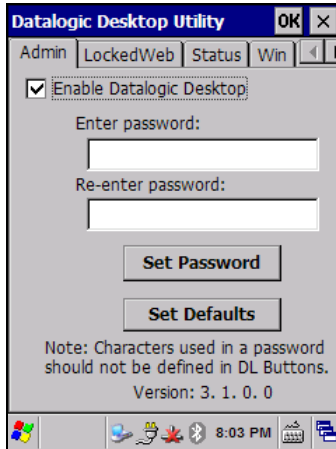 Datalogic Desktop Utility OK ×
Admin LockedWeb Status Win
Enable Datalogic Desktop
Enter password:
Re-enter password:
Set Password
Set Defaults
Note: Characters used in a password
should not be defined in DL Buttons.
Version: 3. 1. 0. 0
8:03 PM